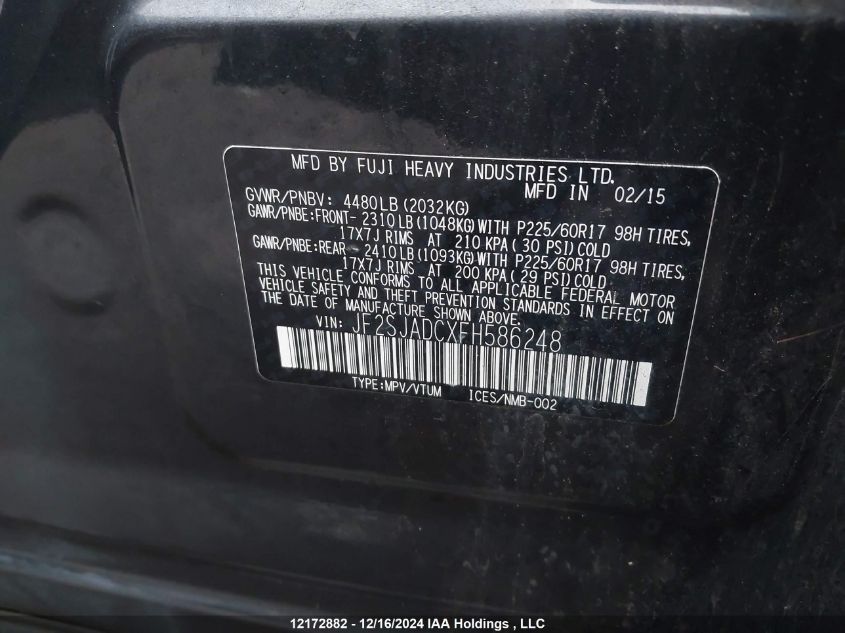 MFD BY FUJI HEAVY INDUSTRIES LTD.
MFD IN 02/15
GVWR/PNBV: 4480LB (2032KG)
GAWR/PNBE:FRONT- 2310LB (1048KG) WITH P225/60R17 98H TIRES,
17X7J RIMS AT 210 KPA ( 30 PSI) COLD
GAWR/PNBE:REAR - 2410LB (1093KG) WITH P225/60R17 98H TIRES,
17X7J RIMS AT 200 KPA ( 29 PSI) COLD
THIS VEHICLE CONFORMS TO ALL APPLICABLE FEDERAL MOTOR
VEHICLE SAFETY AND THEFT PREVENTION STANDARDS IN EFFECT ON
THE DATE OF MANUFACTURE SHOWN ABOVE.
VIN: JF2SJADCXFH586248
TYPE:MPV/VTUM ICES/NMB-002
12172882 - 12/16/2024 IAA Holdings , LLC